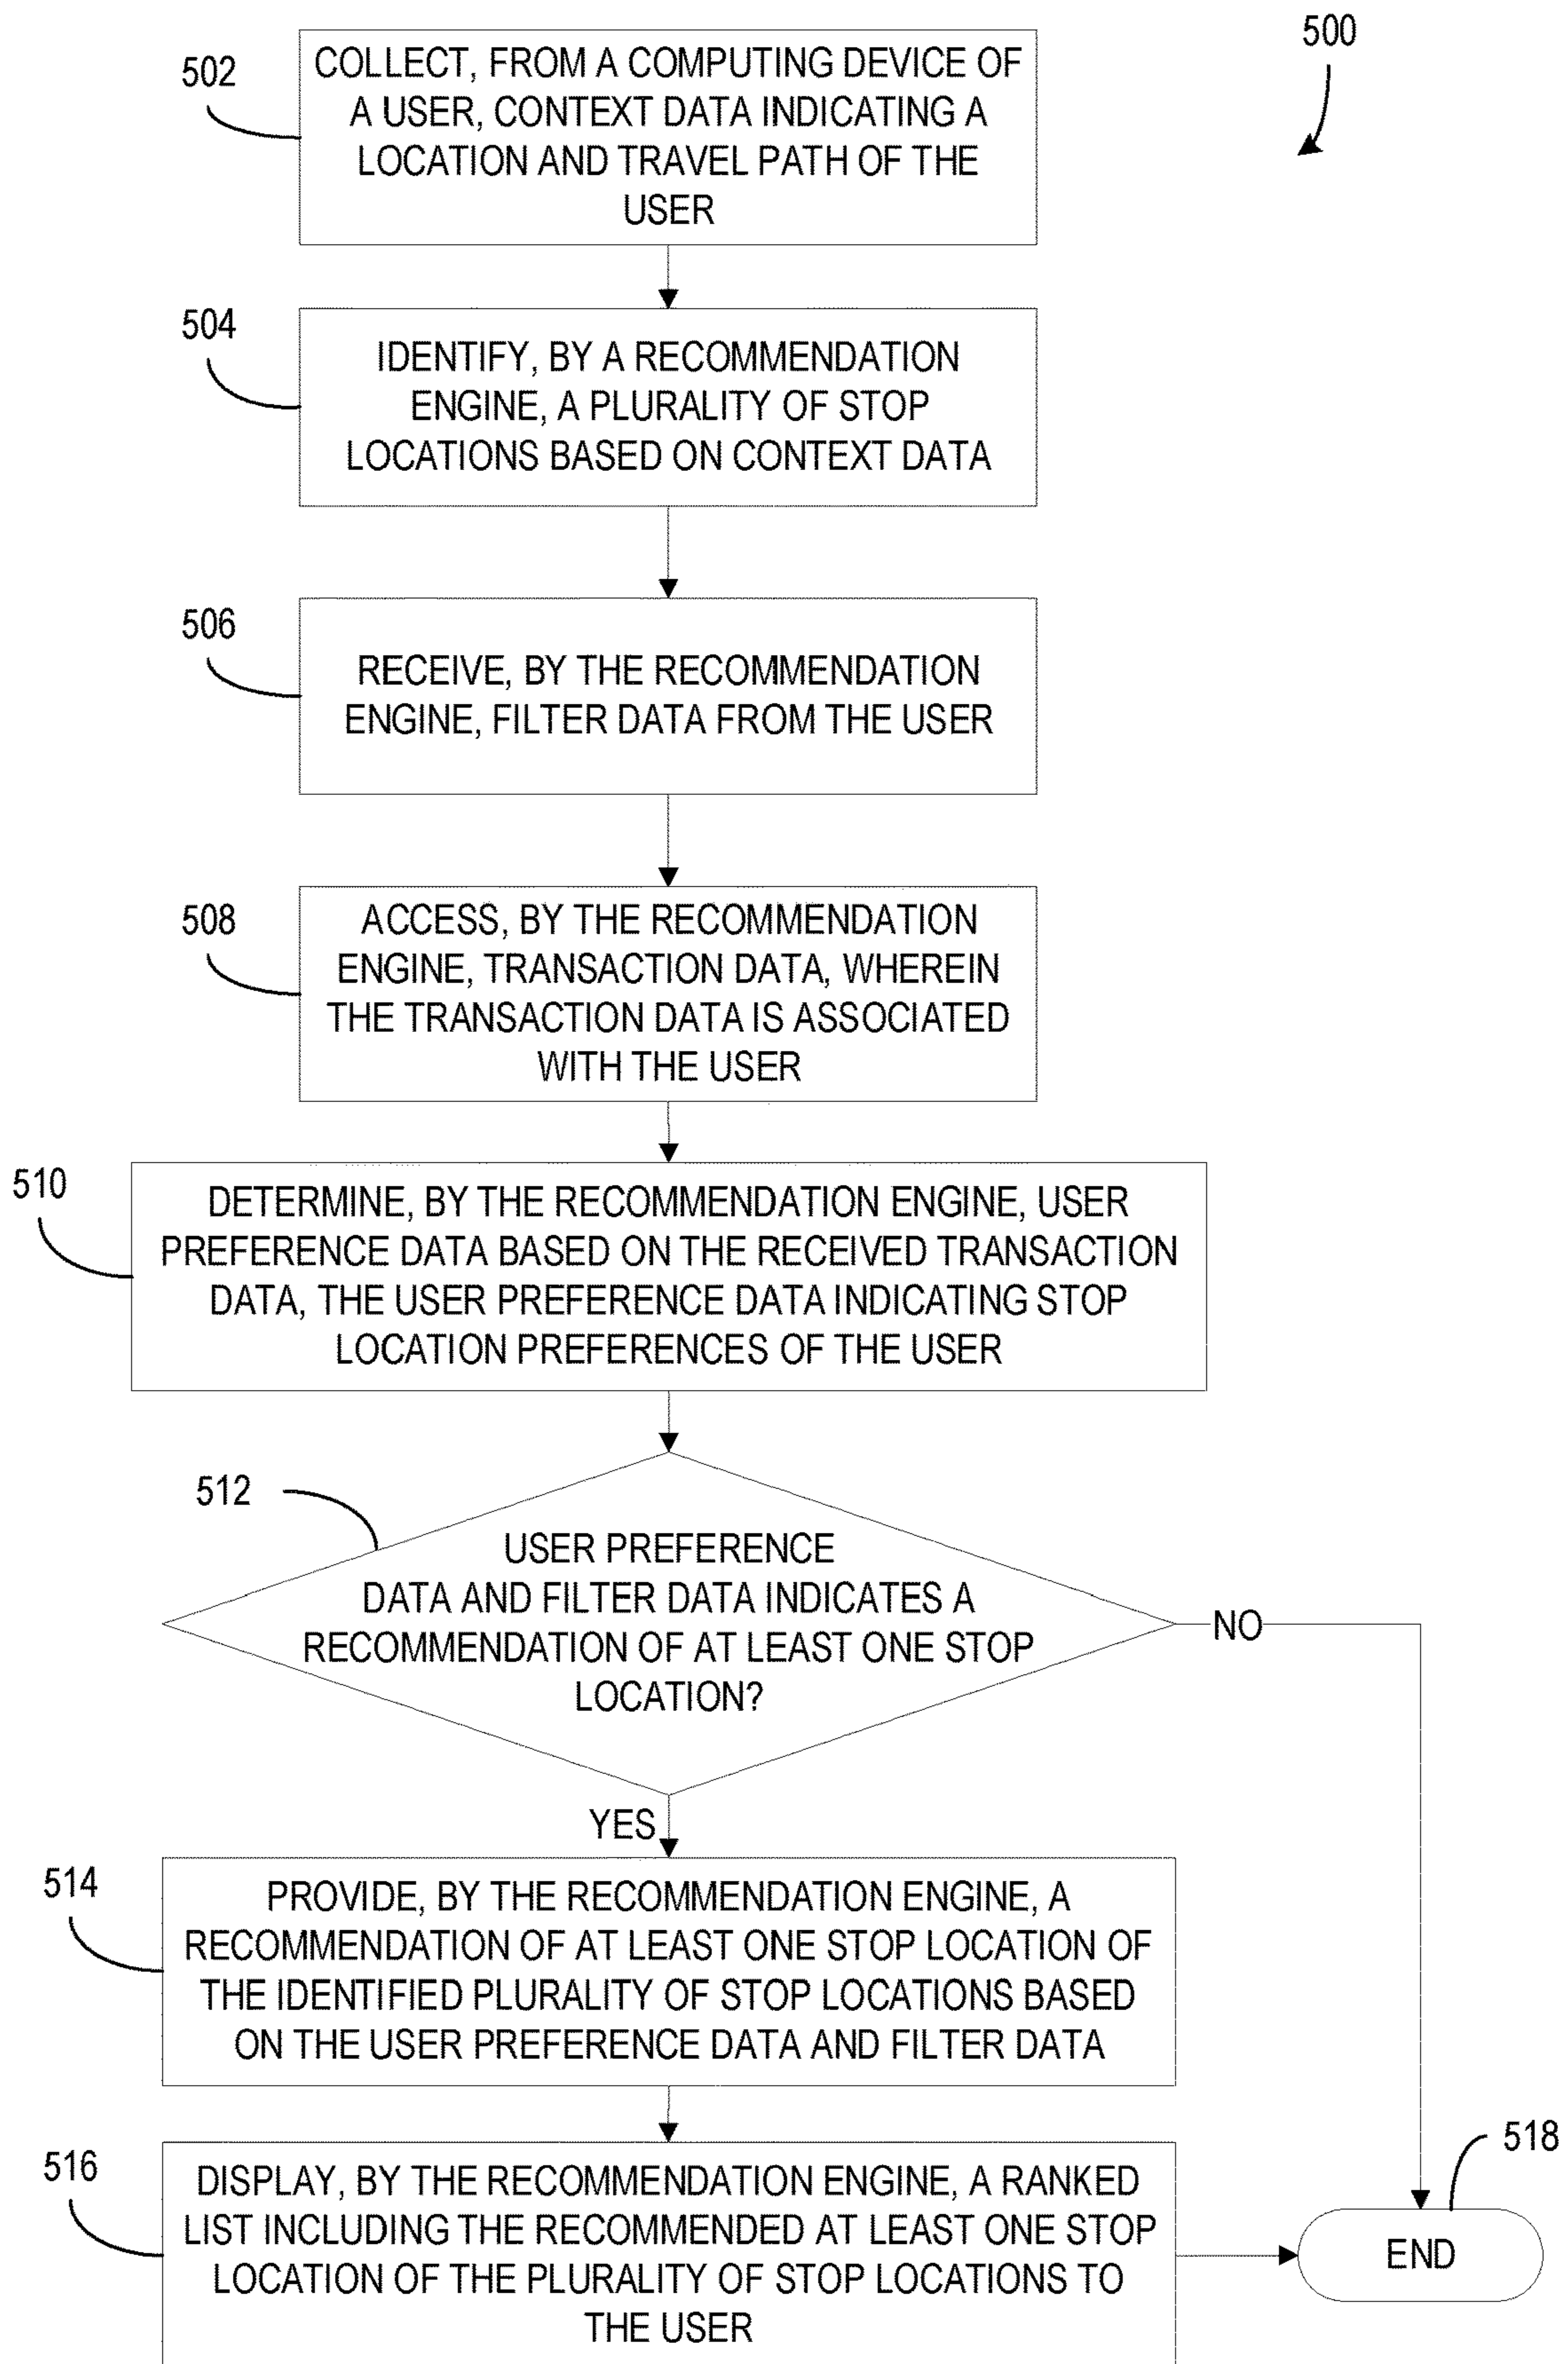 500
502
COLLECT, FROM A COMPUTING DEVICE OF
A USER, CONTEXT DATA INDICATING A
LOCATION AND TRAVEL PATH OF THE
USER
504
IDENTIFY, BY A RECOMMENDATION
ENGINE, A PLURALITY OF STOP
LOCATIONS BASED ON CONTEXT DATA
506
RECEIVE, BY THE RECOMMENDATION
ENGINE, FILTER DATA FROM THE USER
508
ACCESS, BY THE RECOMMENDATION
ENGINE, TRANSACTION DATA, WHEREIN
THE TRANSACTION DATA IS ASSOCIATED
WITH THE USER
510
DETERMINE, BY THE RECOMMENDATION ENGINE, USER
PREFERENCE DATA BASED ON THE RECEIVED TRANSACTION
DATA, THE USER PREFERENCE DATA INDICATING STOP
LOCATION PREFERENCES OF THE USER
512
USER PREFERENCE
DATA AND FILTER DATA INDICATES A
RECOMMENDATION OF AT LEAST ONE STOP
LOCATION?
NO
YES
514
PROVIDE, BY THE RECOMMENDATION ENGINE, A
RECOMMENDATION OF AT LEAST ONE STOP LOCATION OF
THE IDENTIFIED PLURALITY OF STOP LOCATIONS BASED
ON THE USER PREFERENCE DATA AND FILTER DATA
516
DISPLAY, BY THE RECOMMENDATION ENGINE, A RANKED
LIST INCLUDING THE RECOMMENDED AT LEAST ONE STOP
LOCATION OF THE PLURALITY OF STOP LOCATIONS TO
THE USER
518
END